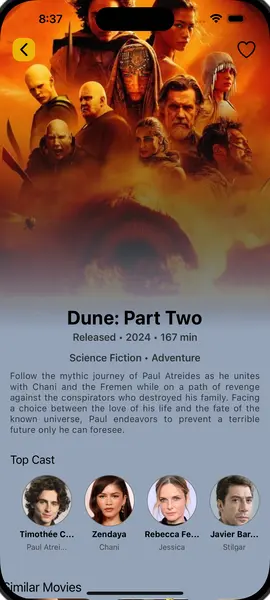 8:37
Dune: Part Two
Released • 2024 • 167 min
Science Fiction • Adventure
Follow the mythic journey of Paul Atreides as he unites
with Chani and the Fremen while on a path of revenge
against the conspirators who destroyed his family. Facing
a choice between the love of his life and the fate of the
known universe, Paul endeavors to prevent a terrible
future only he can foresee.
Top Cast
Timothée C... Zendaya Rebecca Fe... Javier Bar...
Paul Atrei... Chani Jessica Stilgar
Similar Movies